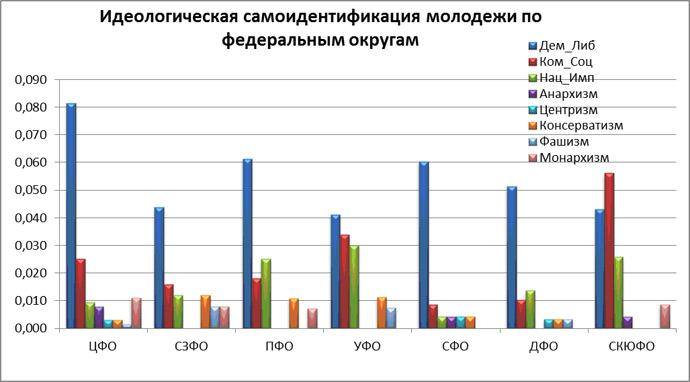 Идеологическая самоидентификация молодежи по
федеральным округам
Дем_Либ
Ком_Соц
Нац_Имп
Анархизм
Центризм
Консерватизм
Фашизм
Монархизм
0,090
0,080
0,070
0,060
0,050
0,040
0,030
0,020
0,010
0,000
ЦФО СЗФО ПФО УФО СФО ДФО СКЮФО